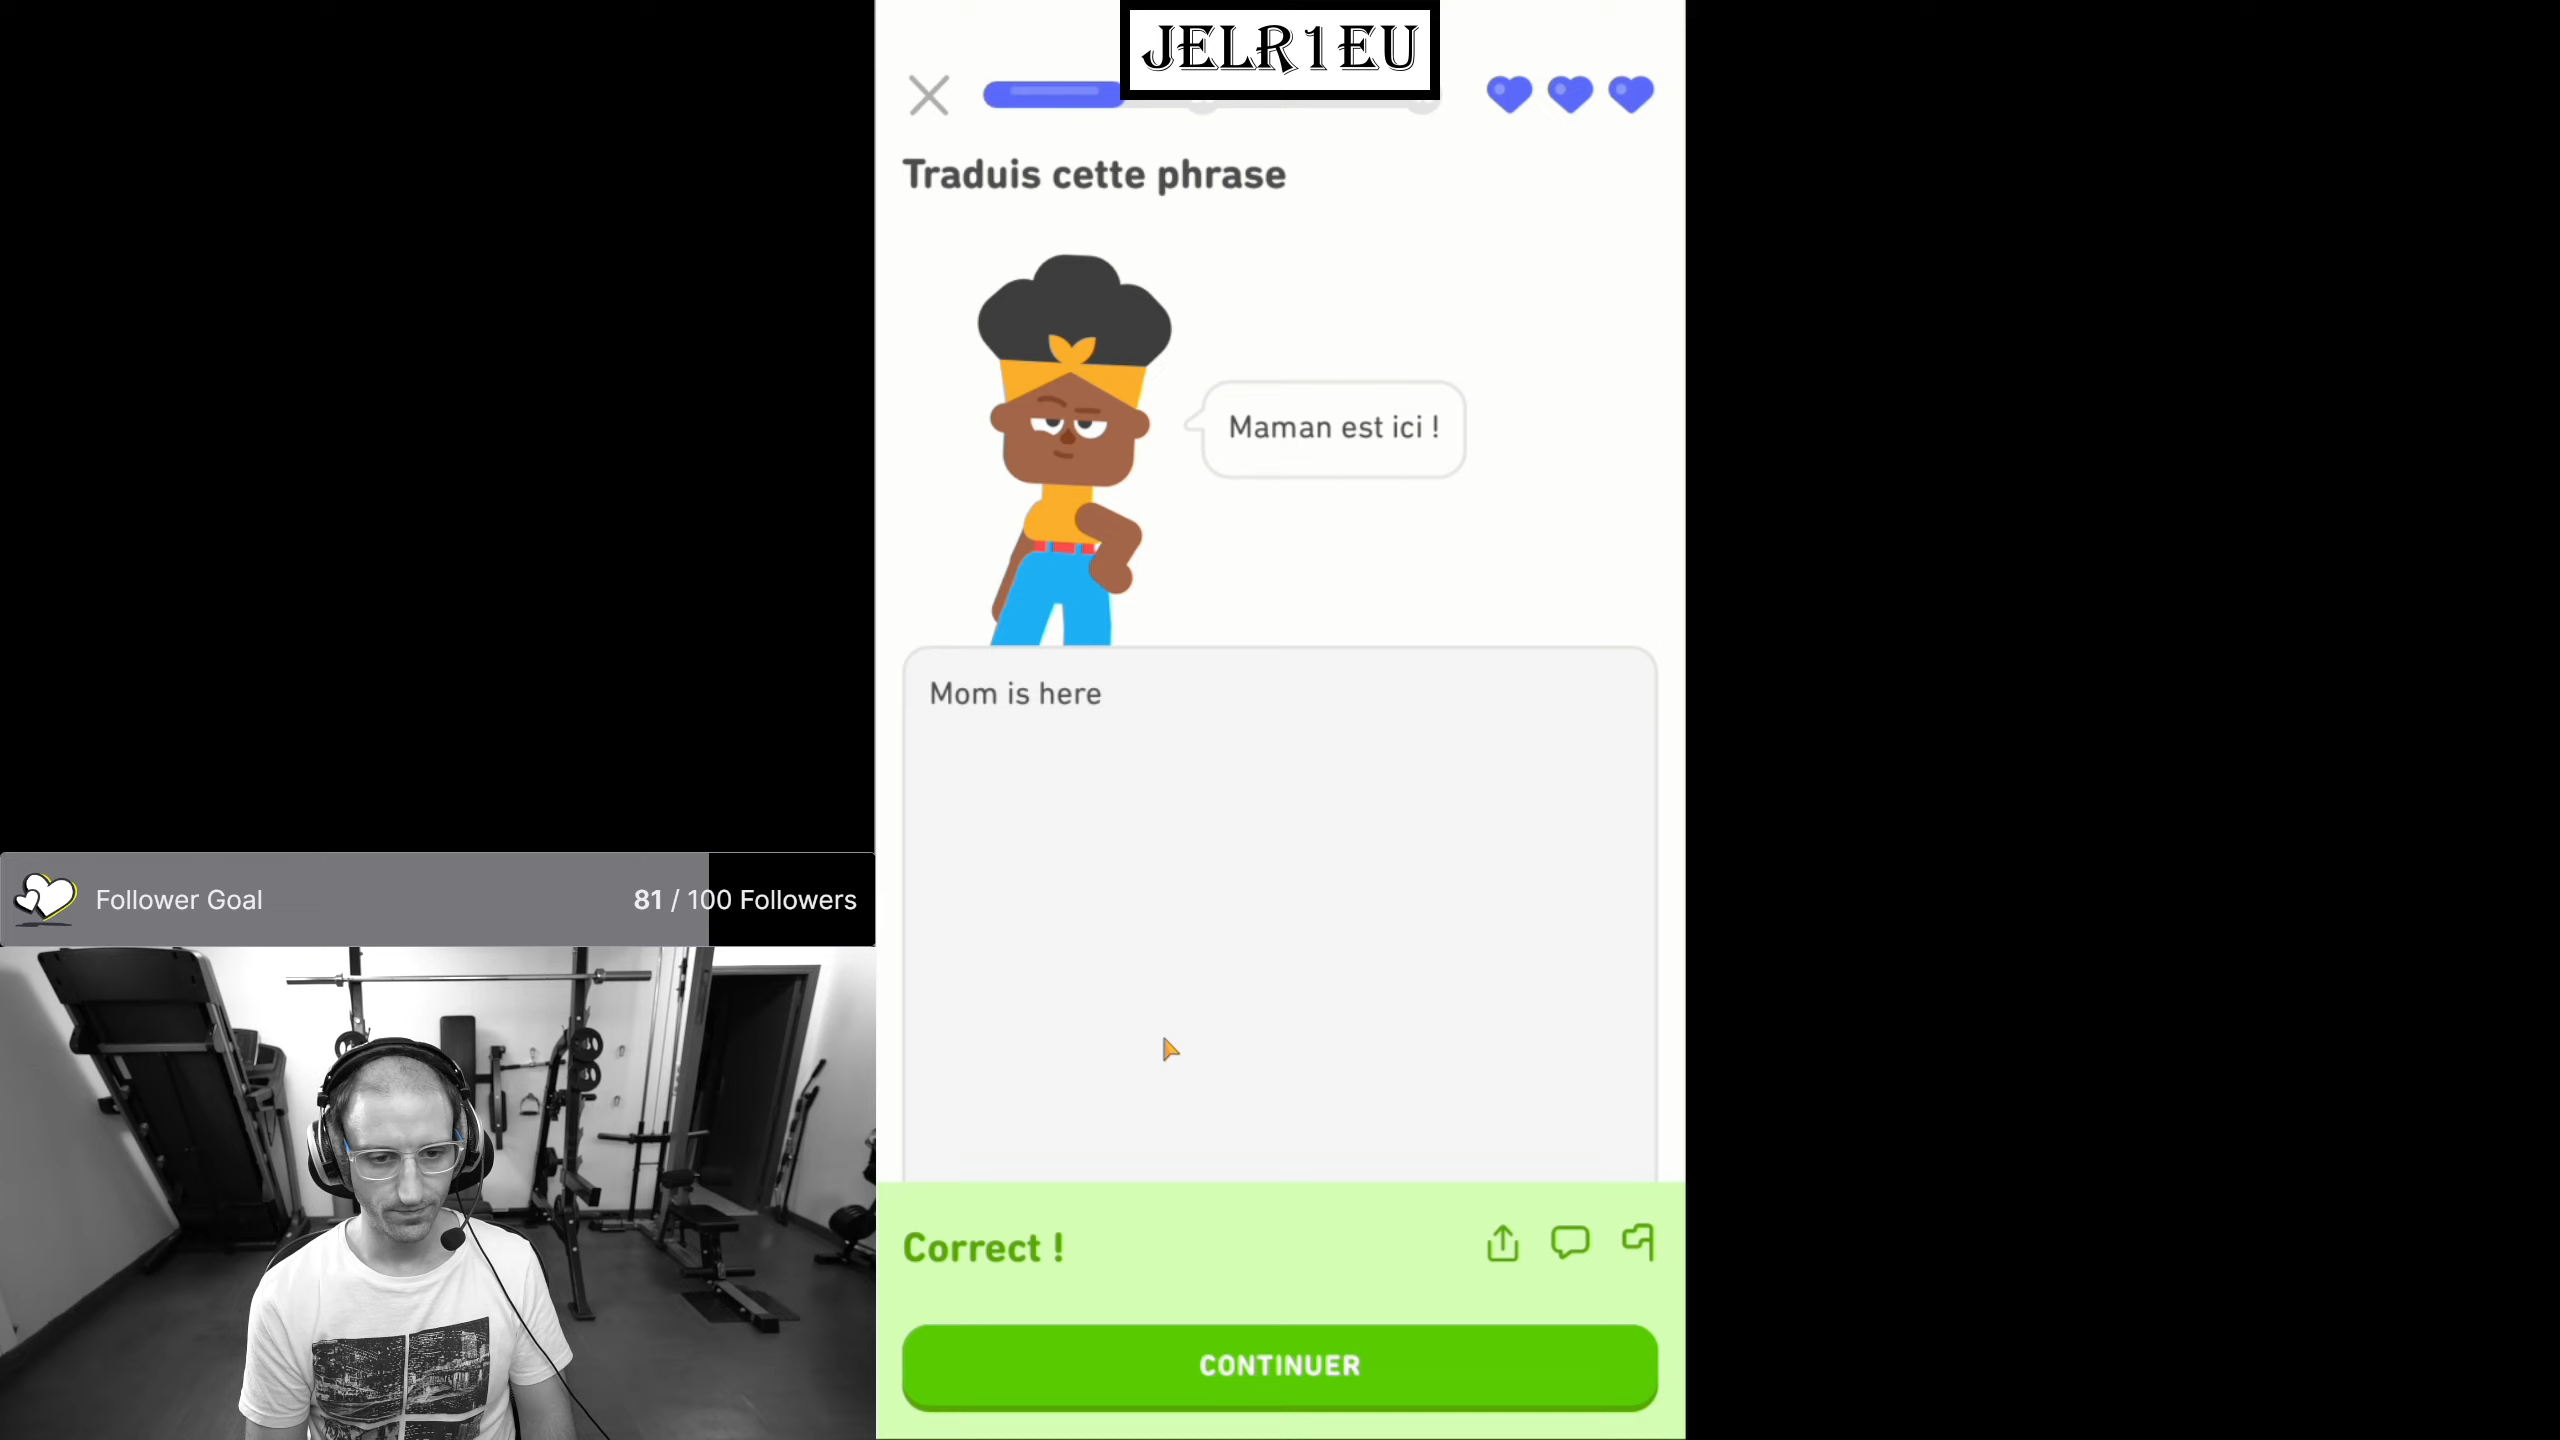 JELR1EU
Traduis cette phrase
Maman est ici !
Mom is here
Follower Goal
81 / 100 Followers
Correct !
CONTINUER